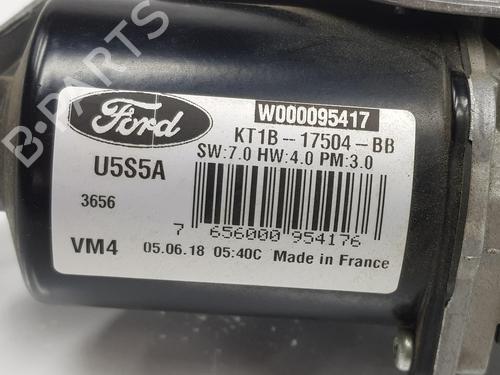 B-PARTS
Ford
W000095417
KT1B-17504-BB
U5S5A
SW:7.0 HW:4.0 PM:3.0
3656
7 656000 954176
VM4 05.06.18 05:40C Made in France